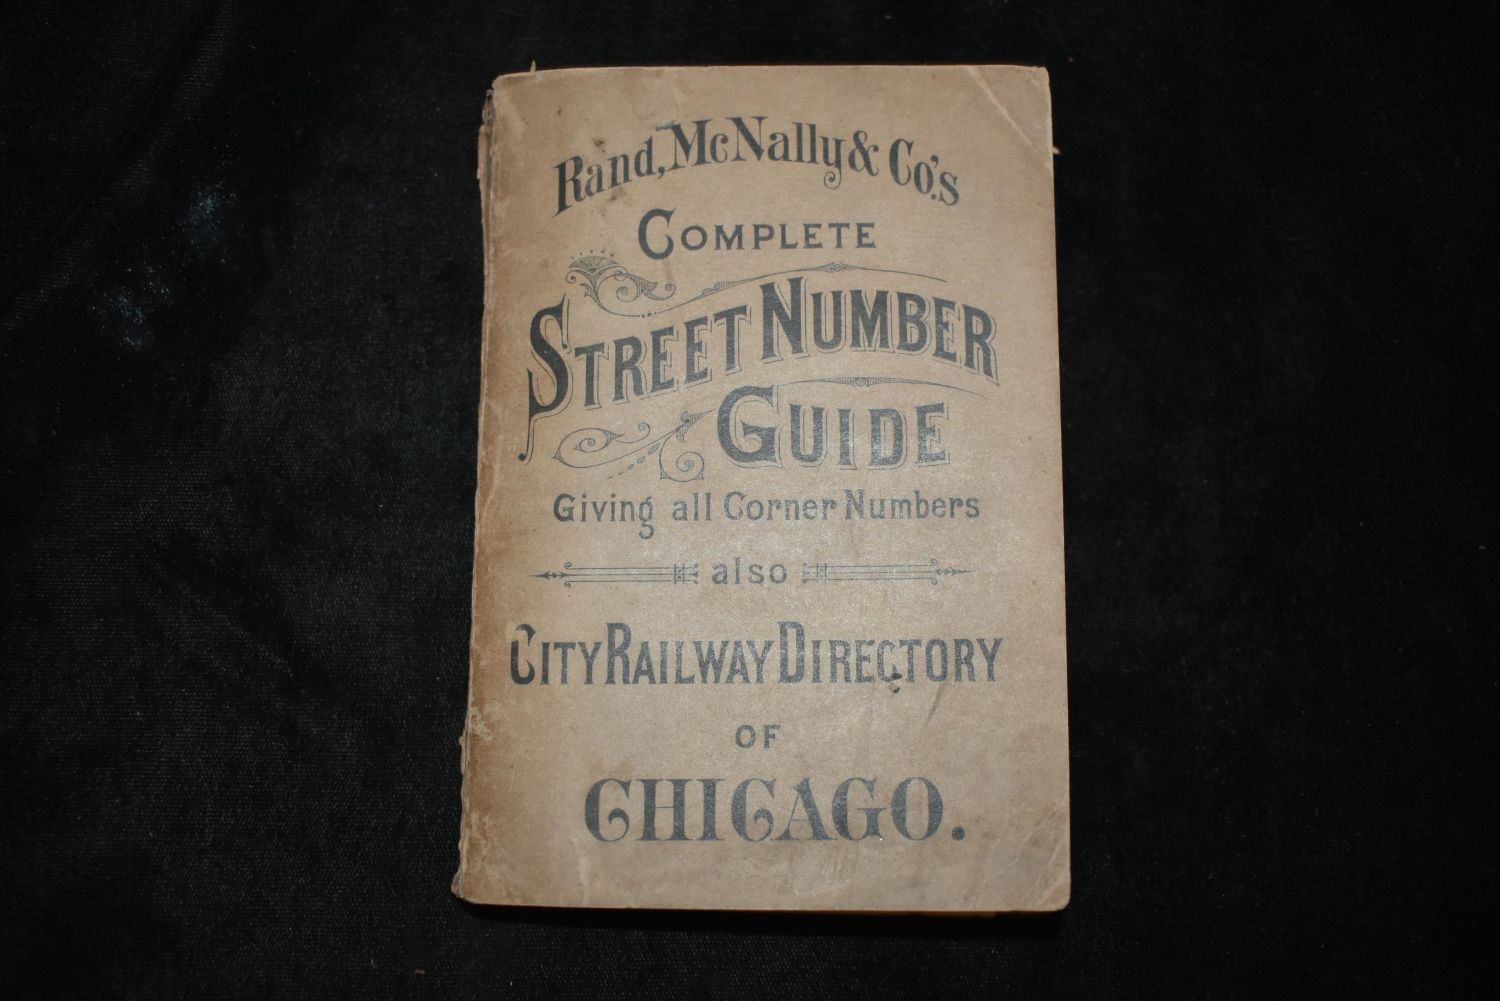 Rand, McNally & Co.'s
COMPLETE
STREET NUMBER
GUIDE
Giving all Corner Numbers
also
CITY RAILWAY DIRECTORY
OF
CHICAGO.